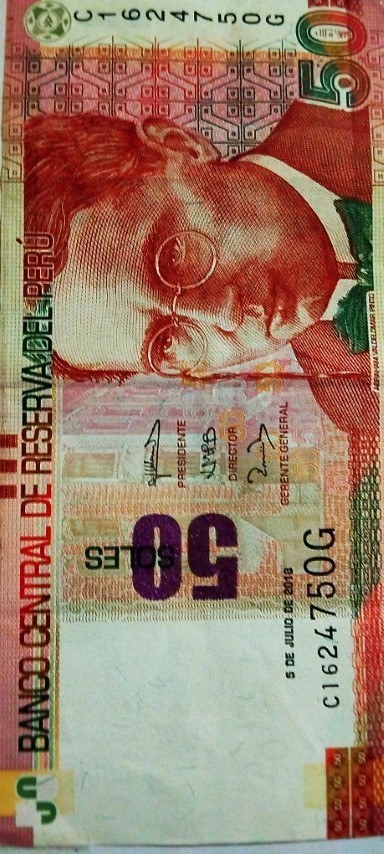 BANCO CENTRAL DE RESERVA DEL PERÚ
C1624750G
50
SOLES
PRESIDENTE
DIRECTOR
GERENTE GENERAL
5 DE JULIO DE 2018
C1624750G
ABRAHAM VALDELOMAR PINTO
50